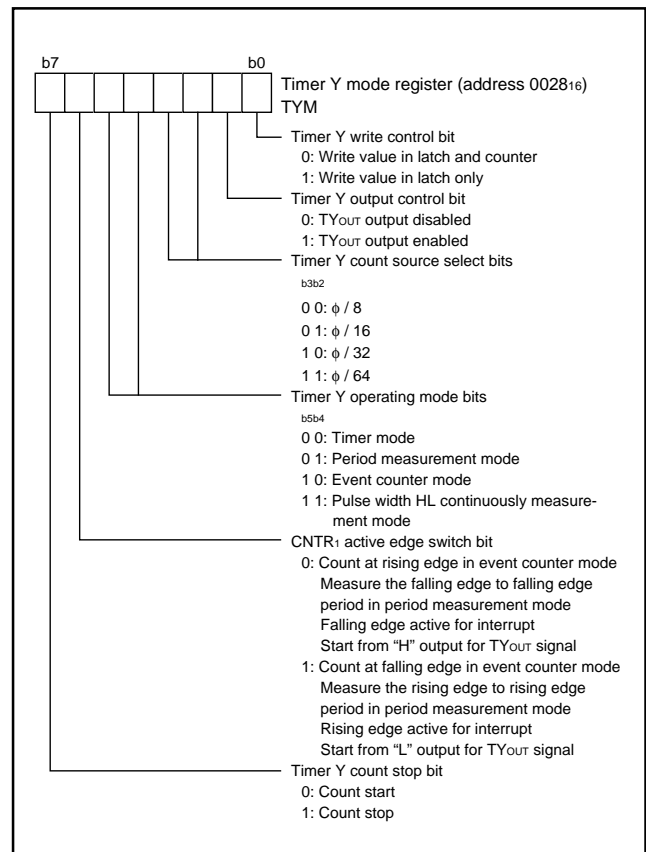 b7 b0
Timer Y mode register (address 002816)
TYM
Timer Y write control bit
0: Write value in latch and counter
1: Write value in latch only
Timer Y output control bit
0: TYOUT output disabled
1: TYOUT output enabled
Timer Y count source select bits
b3b2
0 0: ϕ / 8
0 1: ϕ / 16
1 0: ϕ / 32
1 1: ϕ / 64
Timer Y operating mode bits
b5b4
0 0: Timer mode
0 1: Period measurement mode
1 0: Event counter mode
1 1: Pulse width HL continuously measure-
ment mode
CNTR1 active edge switch bit
0: Count at rising edge in event counter mode
Measure the falling edge to falling edge
period in period measurement mode
Falling edge active for interrupt
Start from “H” output for TYOUT signal
1: Count at falling edge in event counter mode
Measure the rising edge to rising edge
period in period measurement mode
Rising edge active for interrupt
Start from “L” output for TYOUT signal
Timer Y count stop bit
0: Count start
1: Count stop